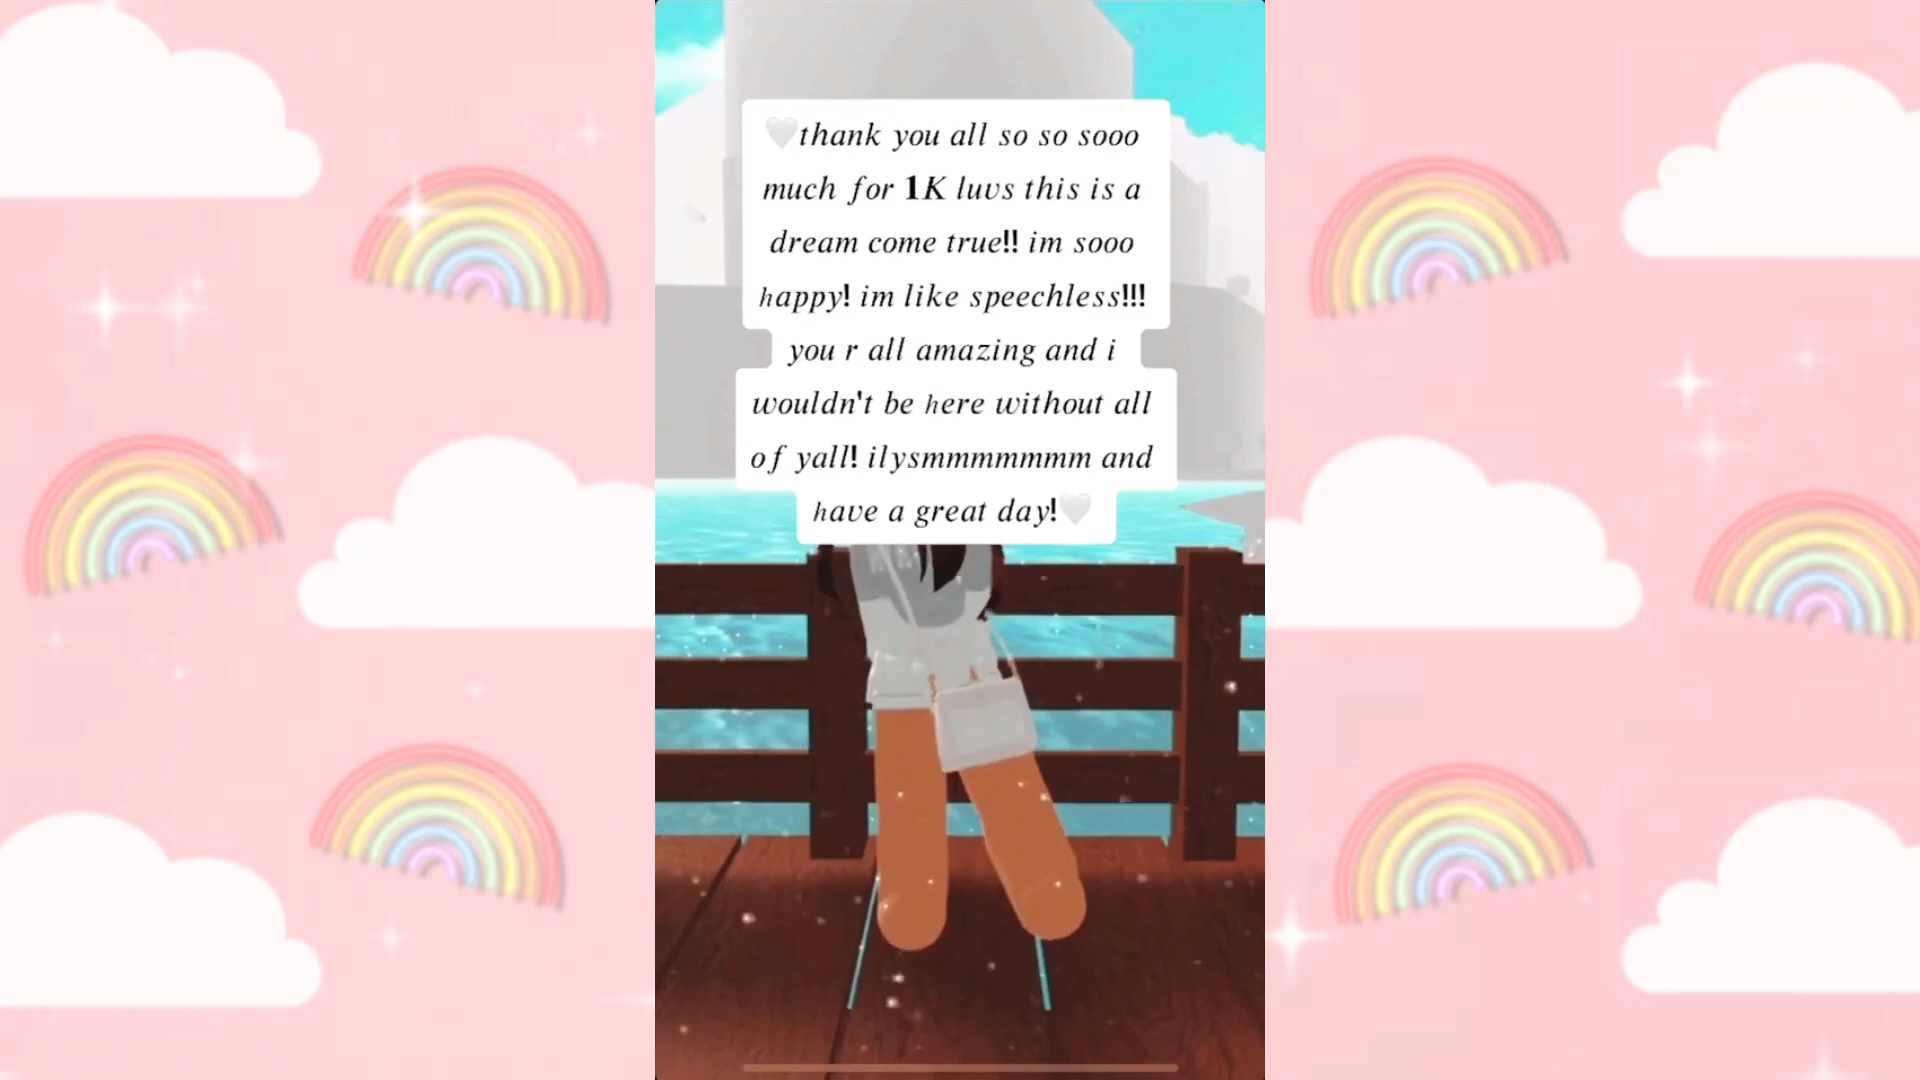 🤍thank you all so so sooo
much for 1K luvs this is a
dream come true!! im sooo
happy! im like speechless!!!
you r all amazing and i
wouldn't be here without all
of yall! ilysmmmmmmm and
have a great day!🤍